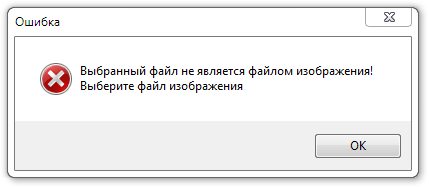 Ошибка
Выбранный файл не является файлом изображения!
Выберите файл изображения
OK